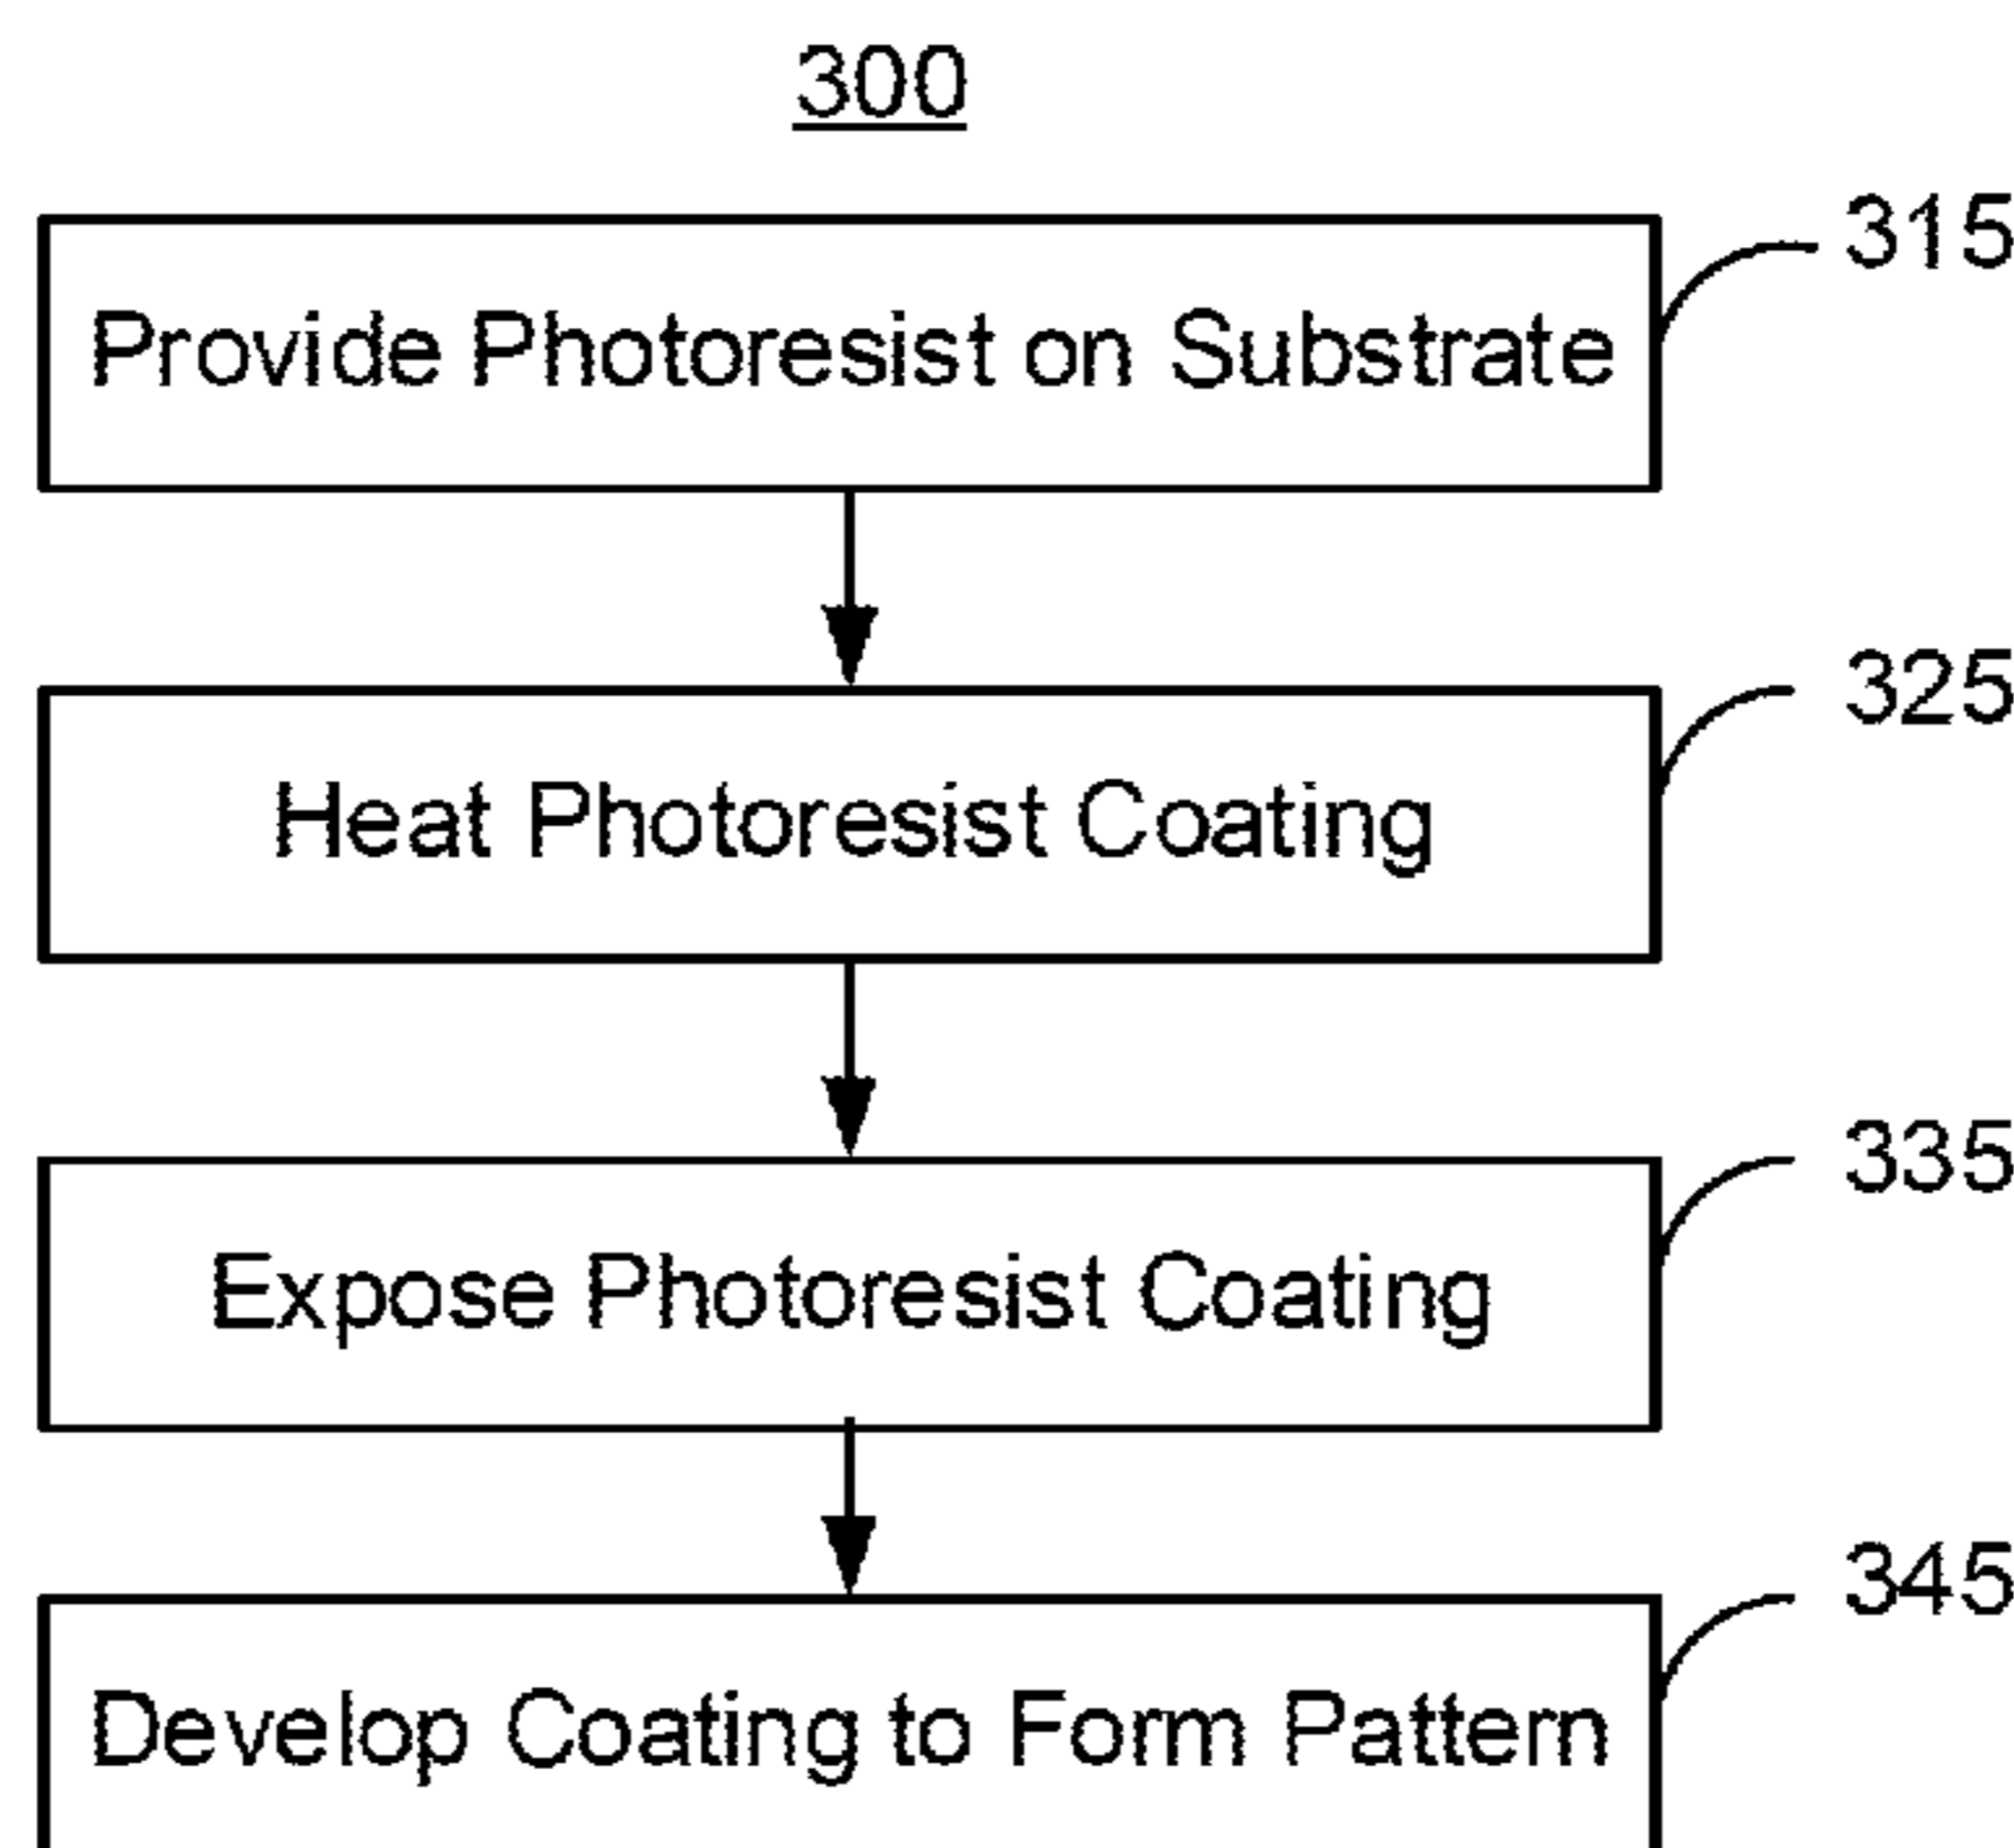 300
315
Provide Photoresist on Substrate
325
Heat Photoresist Coating
335
Expose Photoresist Coating
345
Develop Coating to Form Pattern